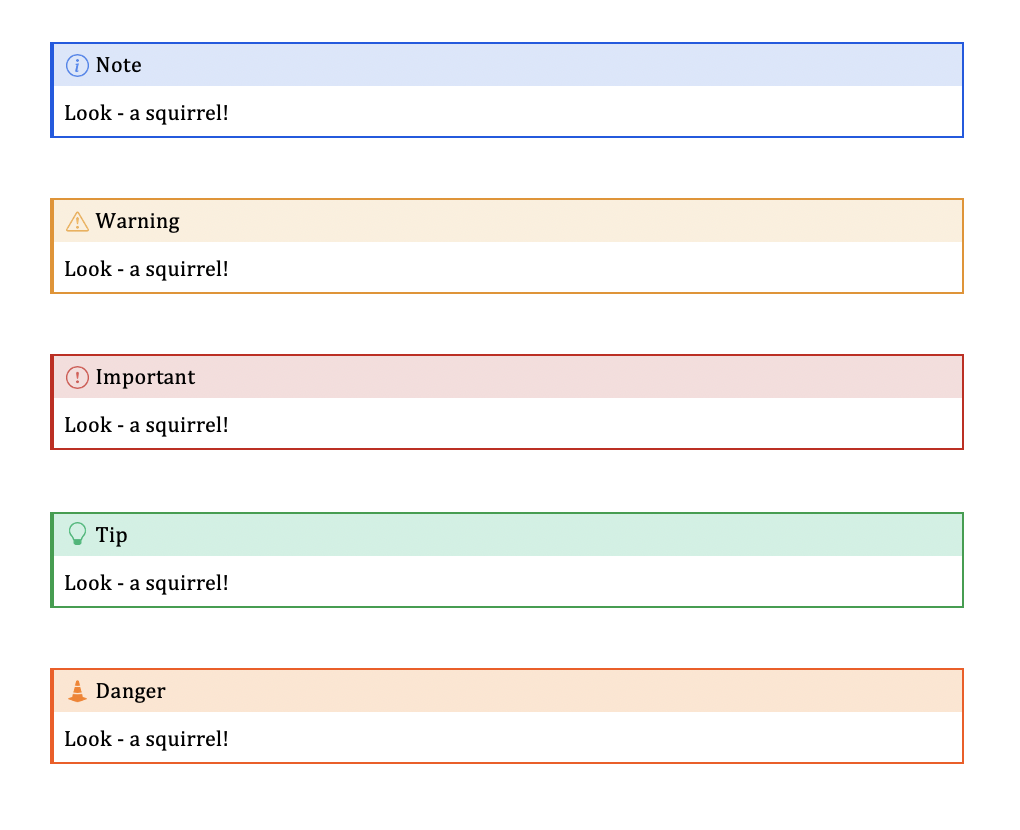 Note
Look - a squirrel!
Warning
Look - a squirrel!
Important
Look - a squirrel!
Tip
Look - a squirrel!
Danger
Look - a squirrel!